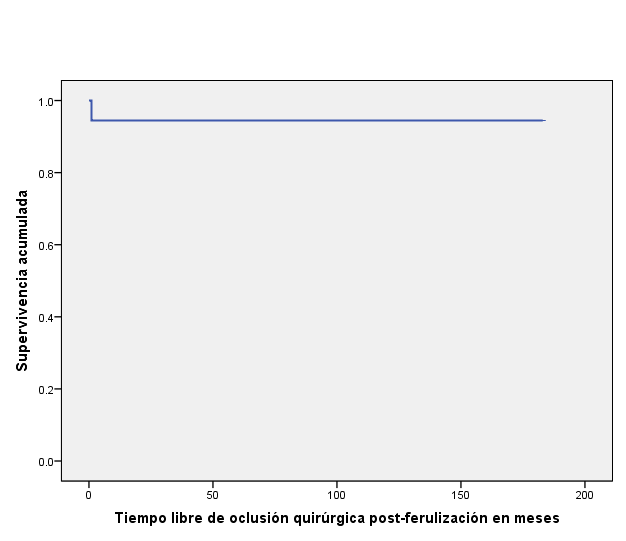 Supervivencia acumulada
1.0
0.8
0.6
0.4
0.2
0.0
0 50 100 150 200
Tiempo libre de oclusión quirúrgica post-ferulización en meses